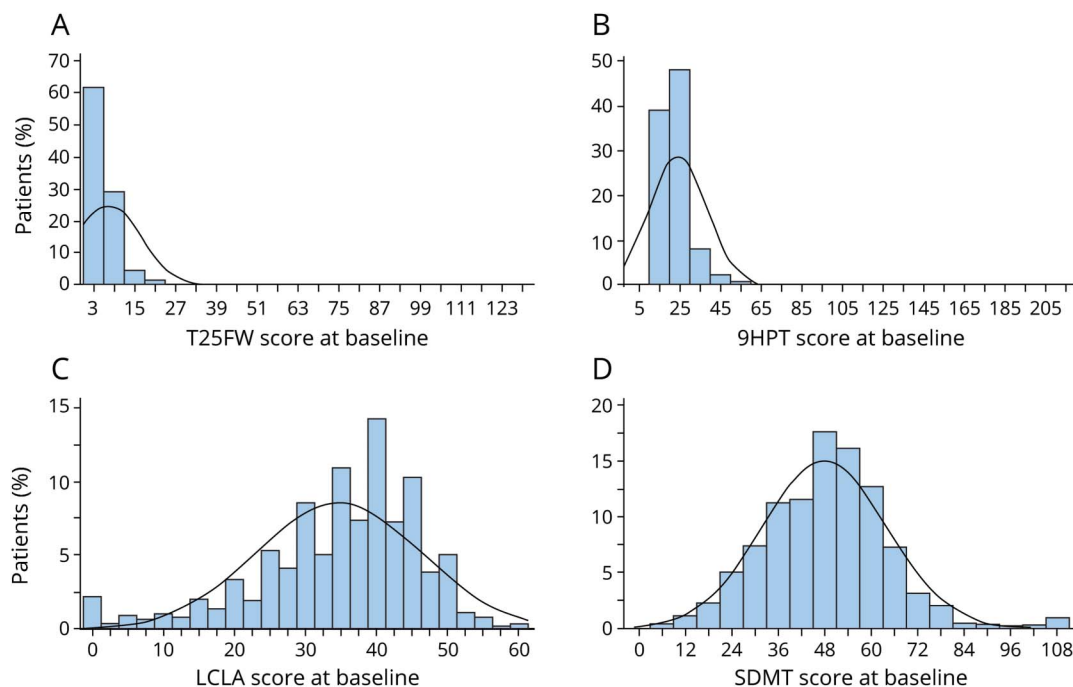 A
Patients (%)
70
60
50
40
30
20
10
0
3 15 27 39 51 63 75 87 99 111 123
T25FW score at baseline
B
50
40
30
20
10
0
5 25 45 65 85 105 125 145 165 185 205
9HPT score at baseline
C
Patients (%)
15
10
5
0
0 10 20 30 40 50 60
LCLA score at baseline
D
20
15
10
5
0
0 12 24 36 48 60 72 84 96 108
SDMT score at baseline